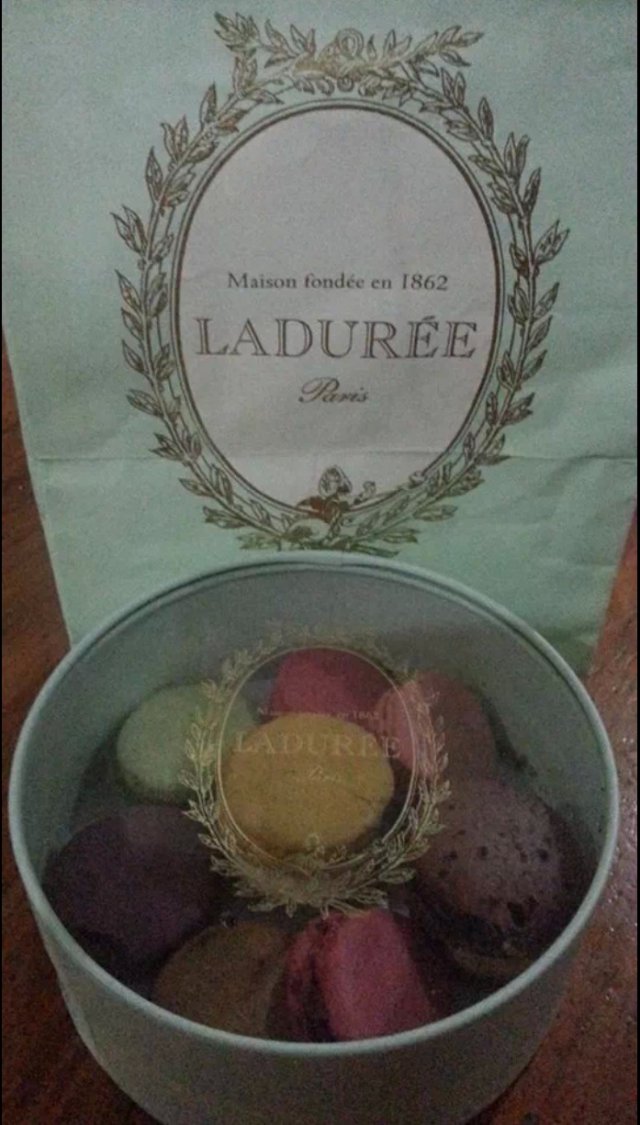 Maison fondée en 1862
LADURÉE
Paris
LADURÉE